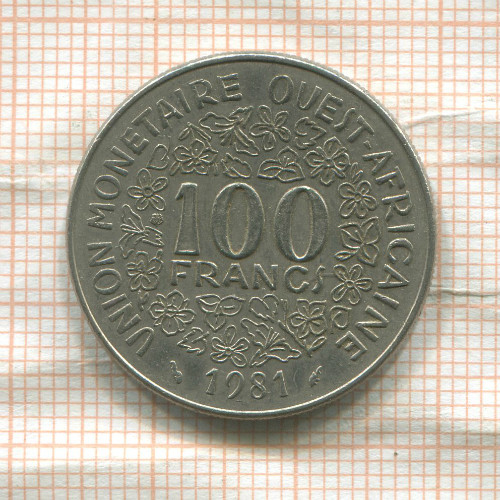 UNION MONETAIRE OUEST-AFRICAINE
100
FRANCS
1981